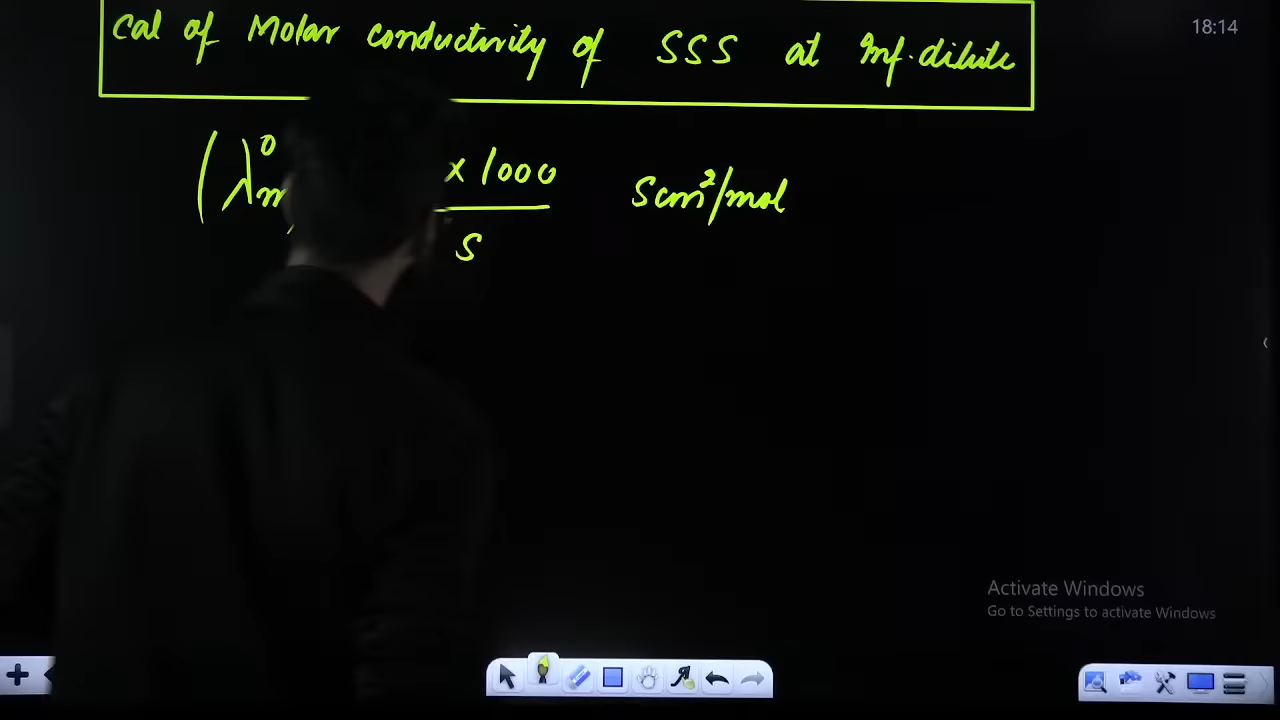 Cal of Molar conductivity of SSS at Inf. dilute
18:14
(λ⁰m × 1000 Scm²/mol
S
Activate Windows
Go to Settings to activate Windows